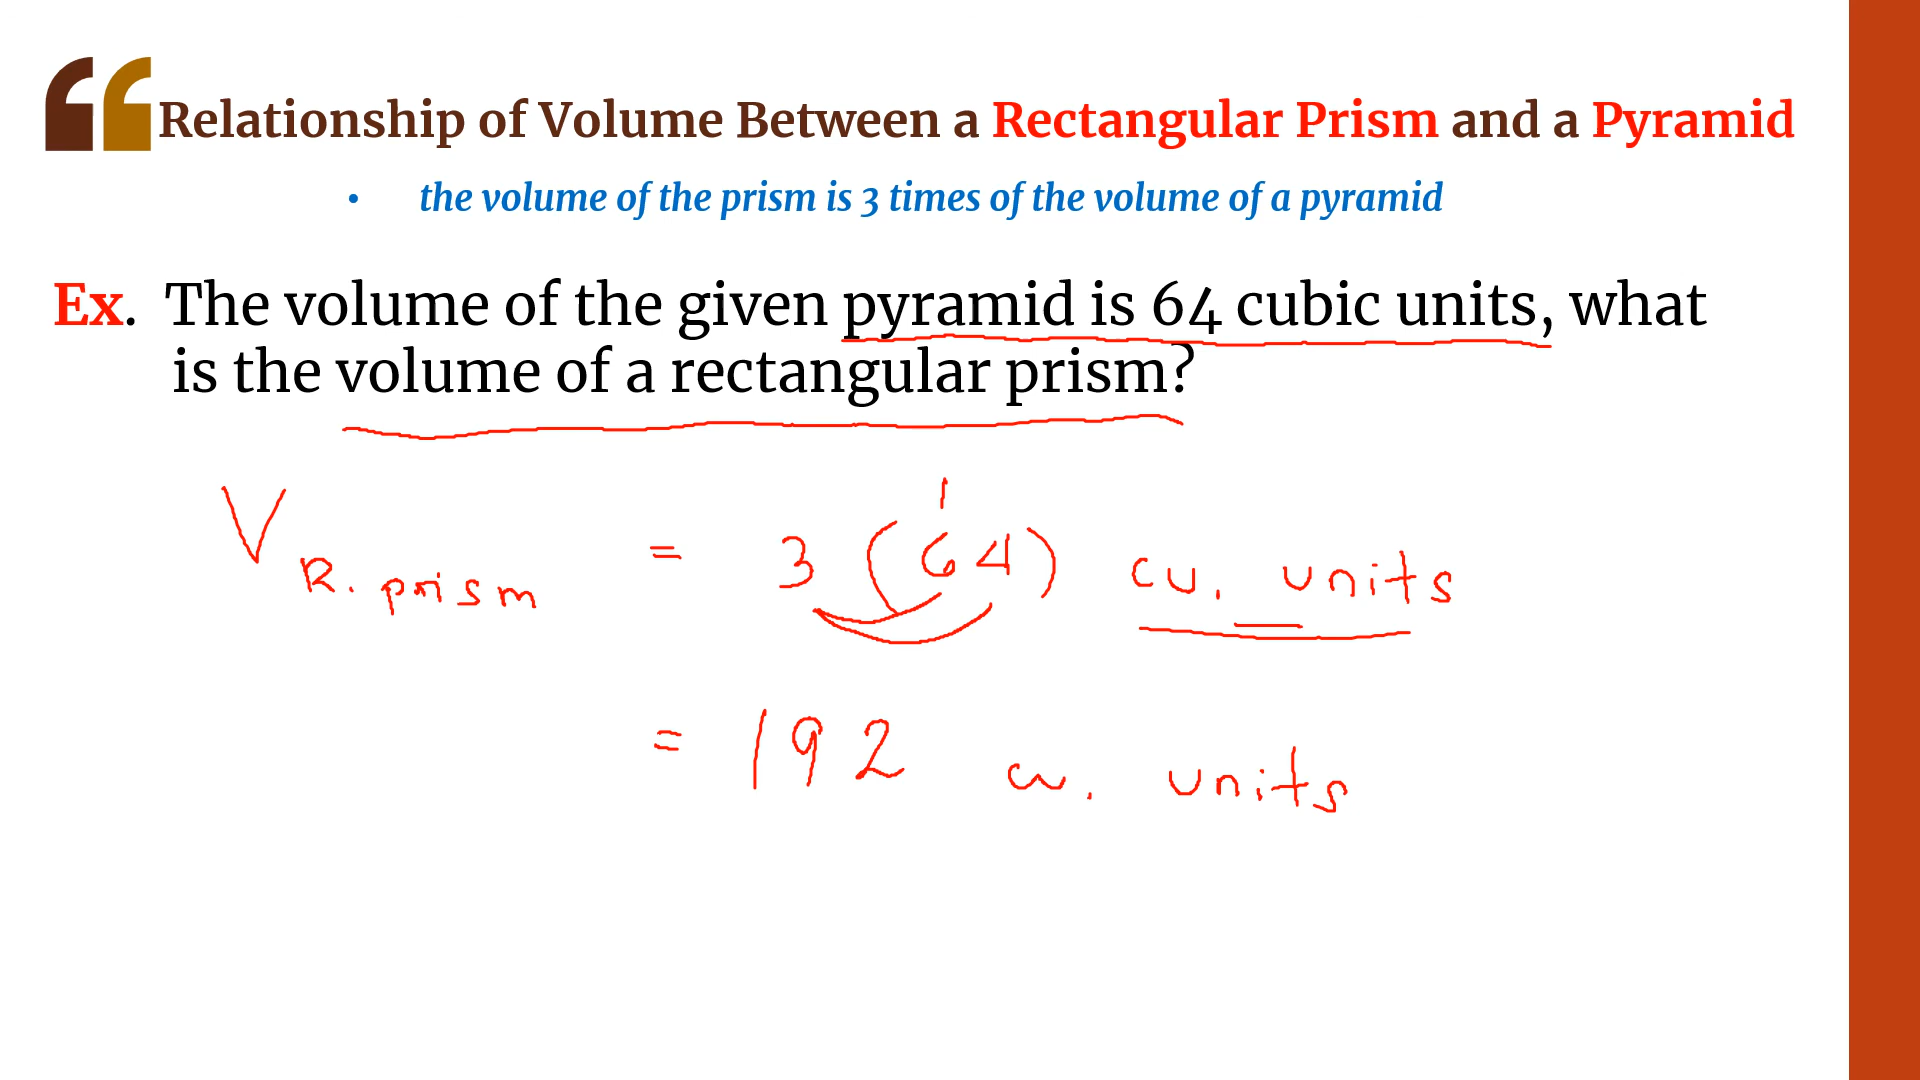 Relationship of Volume Between a Rectangular Prism and a Pyramid
• the volume of the prism is 3 times of the volume of a pyramid
Ex. The volume of the given pyramid is 64 cubic units, what
is the volume of a rectangular prism?
1
V R. prism = 3 (64) cu. units
= 192 cu. units